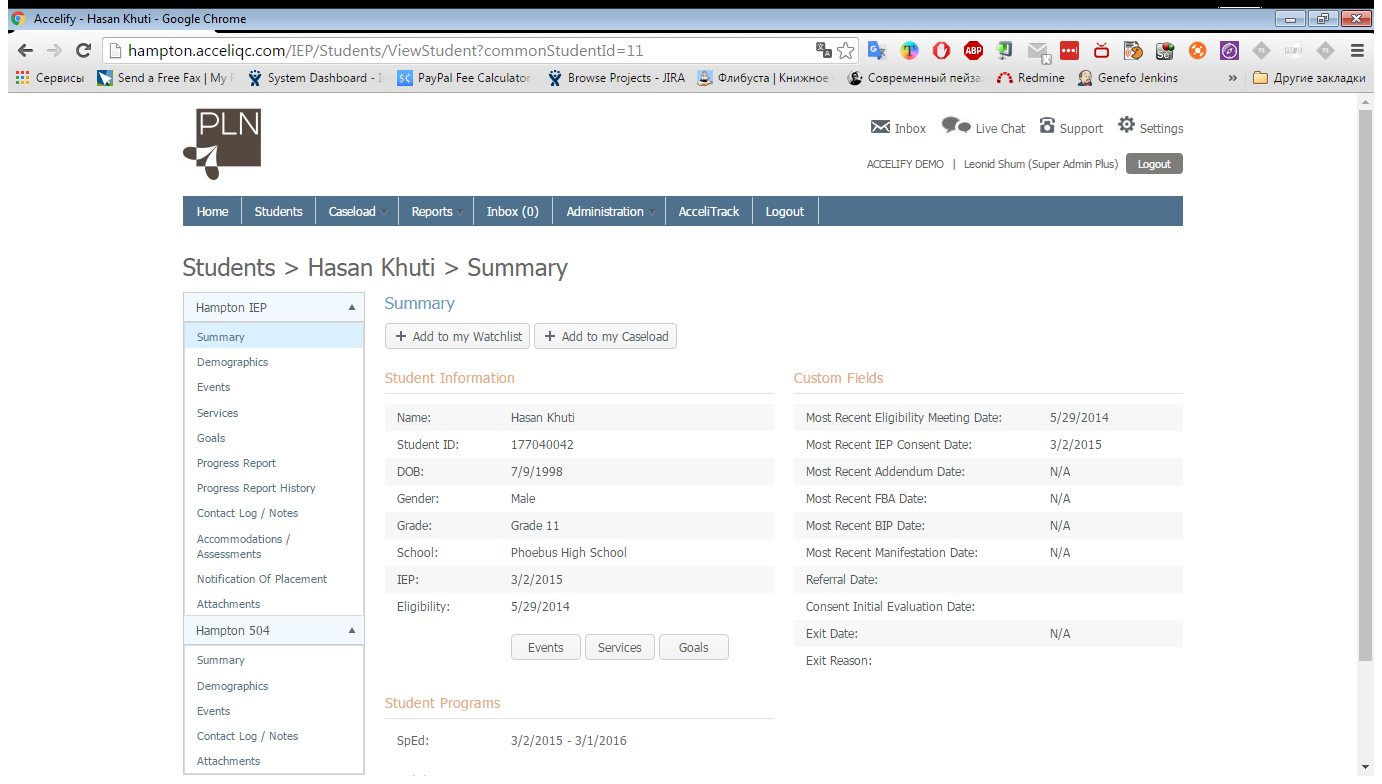 Accelify - Hasan Khuti - Google Chrome
hampton.acceliqc.com/IEP/Students/ViewStudent?commonStudentId=11
ABP
Se
Сервисы
Send a Free Fax | My F
System Dashboard - I
PayPal Fee Calculator
Browse Projects - JIRA
Флибуста | Книжное
Современный пейза
Redmine
Genefo Jenkins
»
Другие закладки
PLN
Inbox
Live Chat
Support
Settings
ACCELIFY DEMO | Leonid Shum (Super Admin Plus) Logout
Home Students Caseload Reports Inbox (0) Administration AcceliTrack Logout
Students > Hasan Khuti > Summary
Hampton IEP
Summary
Demographics
Events
Services
Goals
Progress Report
Progress Report History
Contact Log / Notes
Accommodations /
Assessments
Notification Of Placement
Attachments
Hampton 504
Summary
Demographics
Events
Contact Log / Notes
Attachments
Summary
+ Add to my Watchlist + Add to my Caseload
Student Information
Name: Hasan Khuti
Student ID: 177040042
DOB: 7/9/1998
Gender: Male
Grade: Grade 11
School: Phoebus High School
IEP: 3/2/2015
Eligibility: 5/29/2014
Events Services Goals
Student Programs
SpEd: 3/2/2015 - 3/1/2016
Custom Fields
Most Recent Eligibility Meeting Date: 5/29/2014
Most Recent IEP Consent Date: 3/2/2015
Most Recent Addendum Date: N/A
Most Recent FBA Date: N/A
Most Recent BIP Date: N/A
Most Recent Manifestation Date: N/A
Referral Date:
Consent Initial Evaluation Date:
Exit Date: N/A
Exit Reason: